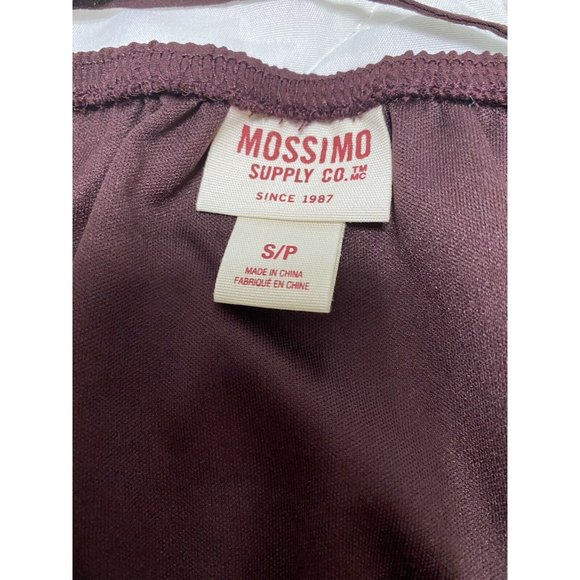 MOSSIMO
SUPPLY CO.™ MC
SINCE 1987
S/P
MADE IN CHINA
FABRIQUÉ EN CHINE